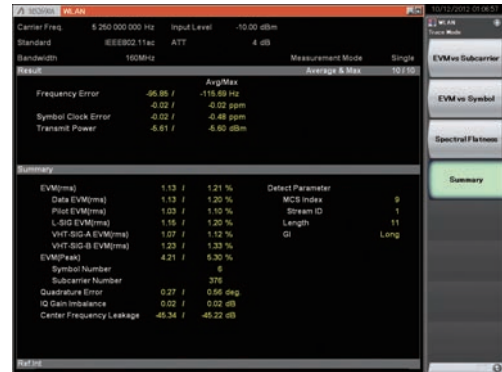 MS2690A WLAN
10/12/2012 01:06:57
Carrier Freq. 5 250 000 000 Hz Input Level -10.00 dBm
Standard IEEE802.11ac ATT 4 dB
Bandwidth 160MHz Measurement Mode Single
Result Average & Max 10 / 10
Avg/Max
Frequency Error -95.85 / -115.69 Hz
-0.02 / -0.02 ppm
Symbol Clock Error -0.02 / -0.48 ppm
Transmit Power -5.61 / -5.60 dBm
Summary
EVM(rms) 1.13 / 1.21 % Detect Parameter
Data EVM(rms) 1.13 / 1.20 % MCS Index 9
Pilot EVM(rms) 1.03 / 1.10 % Stream ID 1
L-SIG EVM(rms) 1.15 / 1.20 % Length 11
VHT-SIG-A EVM(rms) 1.07 / 1.12 % GI Long
VHT-SIG-B EVM(rms) 1.23 / 1.33 %
EVM(Peak) 4.21 / 5.30 %
Symbol Number 6
Subcarrier Number 376
Quadrature Error 0.27 / 0.56 deg.
IQ Gain Imbalance 0.02 / 0.02 dB
Center Frequency Leakage -45.34 / -45.22 dB
Ref.Int
WLAN
Trace Mode
EVM vs Subcarrier
EVM vs Symbol
Spectral Flatness
Summary